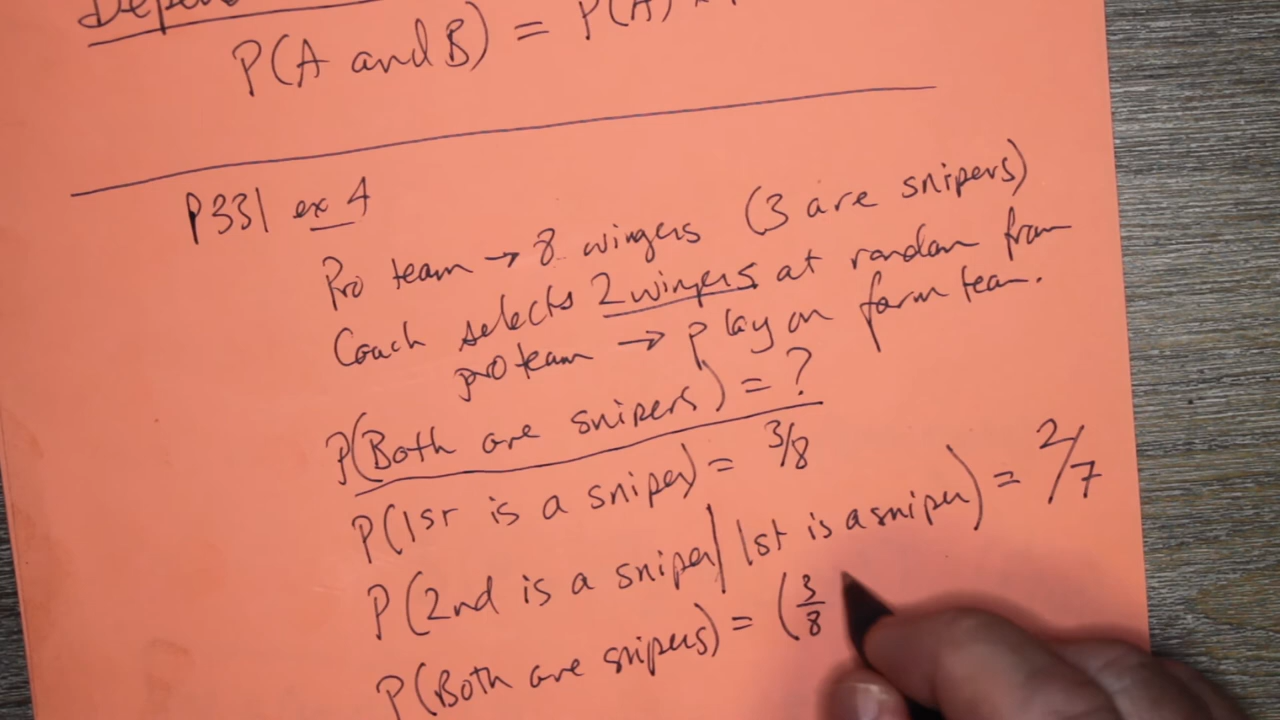 P(A and B) = P(A) ×
P331 ex 4
Pro team → 8 wingers (3 are snipers)
Coach selects 2 wingers at random from
pro team → play on farm team.
P(Both are snipers) = ?
P(1st is a sniper) = 3/8
P(2nd is a sniper | 1st is a sniper) = 2/7
P(Both are snipers) = (3/8